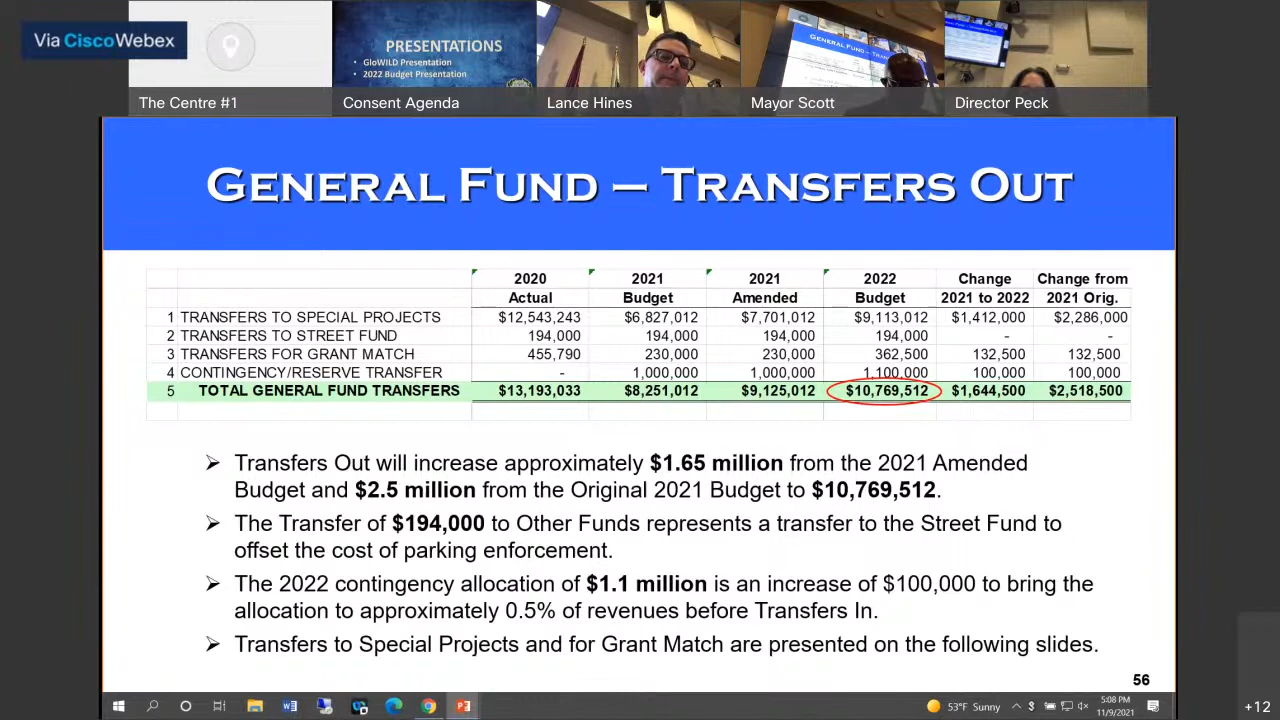 Via CiscoWebex
PRESENTATIONS
• GloWILD Presentation
• 2022 Budget Presentation
The Centre #1
Consent Agenda
Lance Hines
Mayor Scott
Director Peck
GENERAL FUND – TRANSFERS OUT
2020 2021 2021 2022 Change Change from
Actual Budget Amended Budget 2021 to 2022 2021 Orig.
1 TRANSFERS TO SPECIAL PROJECTS $12,543,243 $6,827,012 $7,701,012 $9,113,012 $1,412,000 $2,286,000
2 TRANSFERS TO STREET FUND 194,000 194,000 194,000 194,000 - -
3 TRANSFERS FOR GRANT MATCH 455,790 230,000 230,000 362,500 132,500 132,500
4 CONTINGENCY/RESERVE TRANSFER - 1,000,000 1,000,000 1,100,000 100,000 100,000
5 TOTAL GENERAL FUND TRANSFERS $13,193,033 $8,251,012 $9,125,012 $10,769,512 $1,644,500 $2,518,500
➢ Transfers Out will increase approximately $1.65 million from the 2021 Amended
Budget and $2.5 million from the Original 2021 Budget to $10,769,512.
➢ The Transfer of $194,000 to Other Funds represents a transfer to the Street Fund to
offset the cost of parking enforcement.
➢ The 2022 contingency allocation of $1.1 million is an increase of $100,000 to bring the
allocation to approximately 0.5% of revenues before Transfers In.
➢ Transfers to Special Projects and for Grant Match are presented on the following slides.
56
53°F Sunny
5:08 PM
11/9/2021
+12